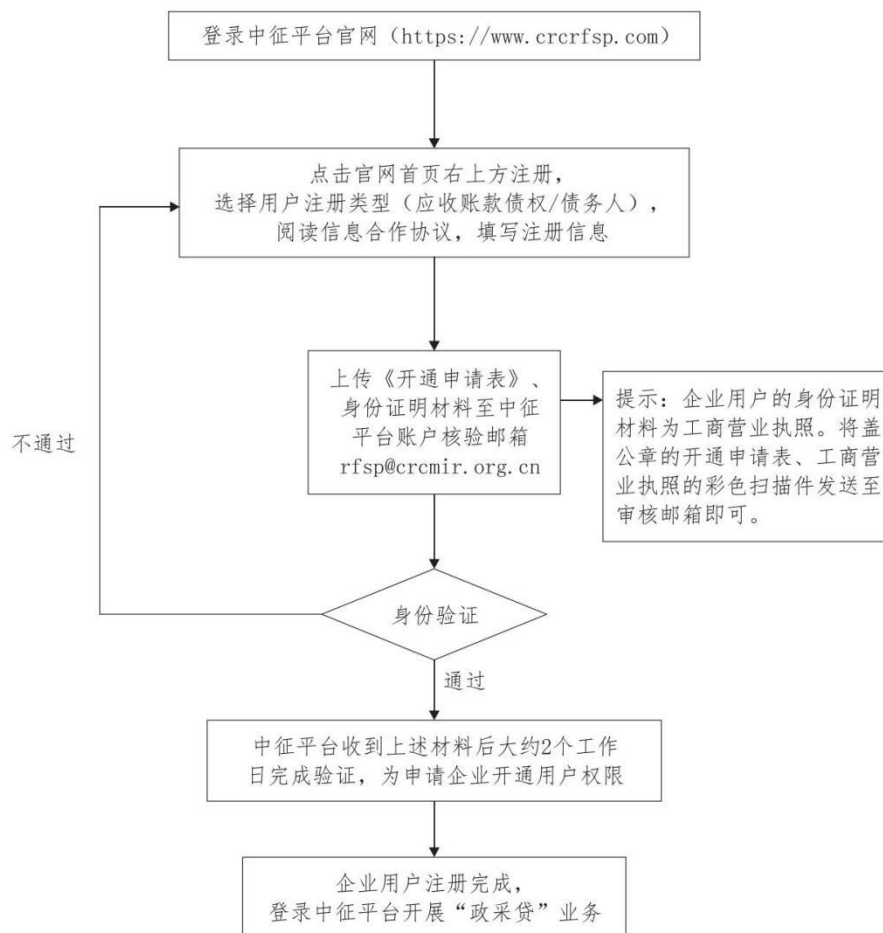 登录中征平台官网（https://www.crcrfsp.com）
点击官网首页右上方注册，
选择用户注册类型（应收账款债权/债务人），
阅读信息合作协议，填写注册信息
上传《开通申请表》、
身份证明材料至中征
平台账户核验邮箱
rfsp@crcmir.org.cn
提示：企业用户的身份证明
材料为工商营业执照。将盖
公章的开通申请表、工商营
业执照的彩色扫描件发送至
审核邮箱即可。
不通过
身份验证
通过
中征平台收到上述材料后大约2个工作
日完成验证，为申请企业开通用户权限
企业用户注册完成，
登录中征平台开展“政采贷”业务